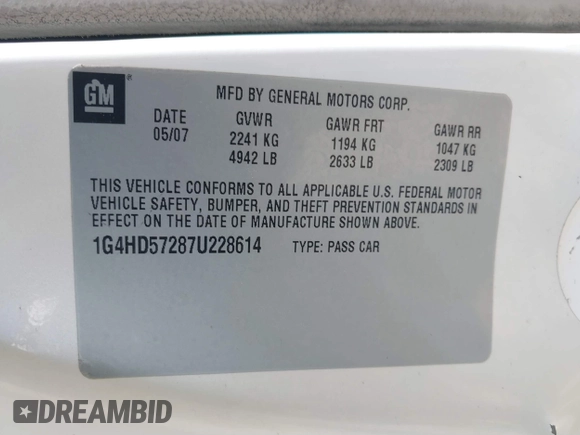 GM ®
MFD BY GENERAL MOTORS CORP.
DATE GVWR GAWR FRT GAWR RR
05/07 2241 KG 1194 KG 1047 KG
4942 LB 2633 LB 2309 LB
THIS VEHICLE CONFORMS TO ALL APPLICABLE U.S. FEDERAL MOTOR
VEHICLE SAFETY, BUMPER, AND THEFT PREVENTION STANDARDS IN
EFFECT ON THE DATE OF MANUFACTURE SHOWN ABOVE.
1G4HD57287U228614 TYPE: PASS CAR
DREAMBID DREAMBID.COM